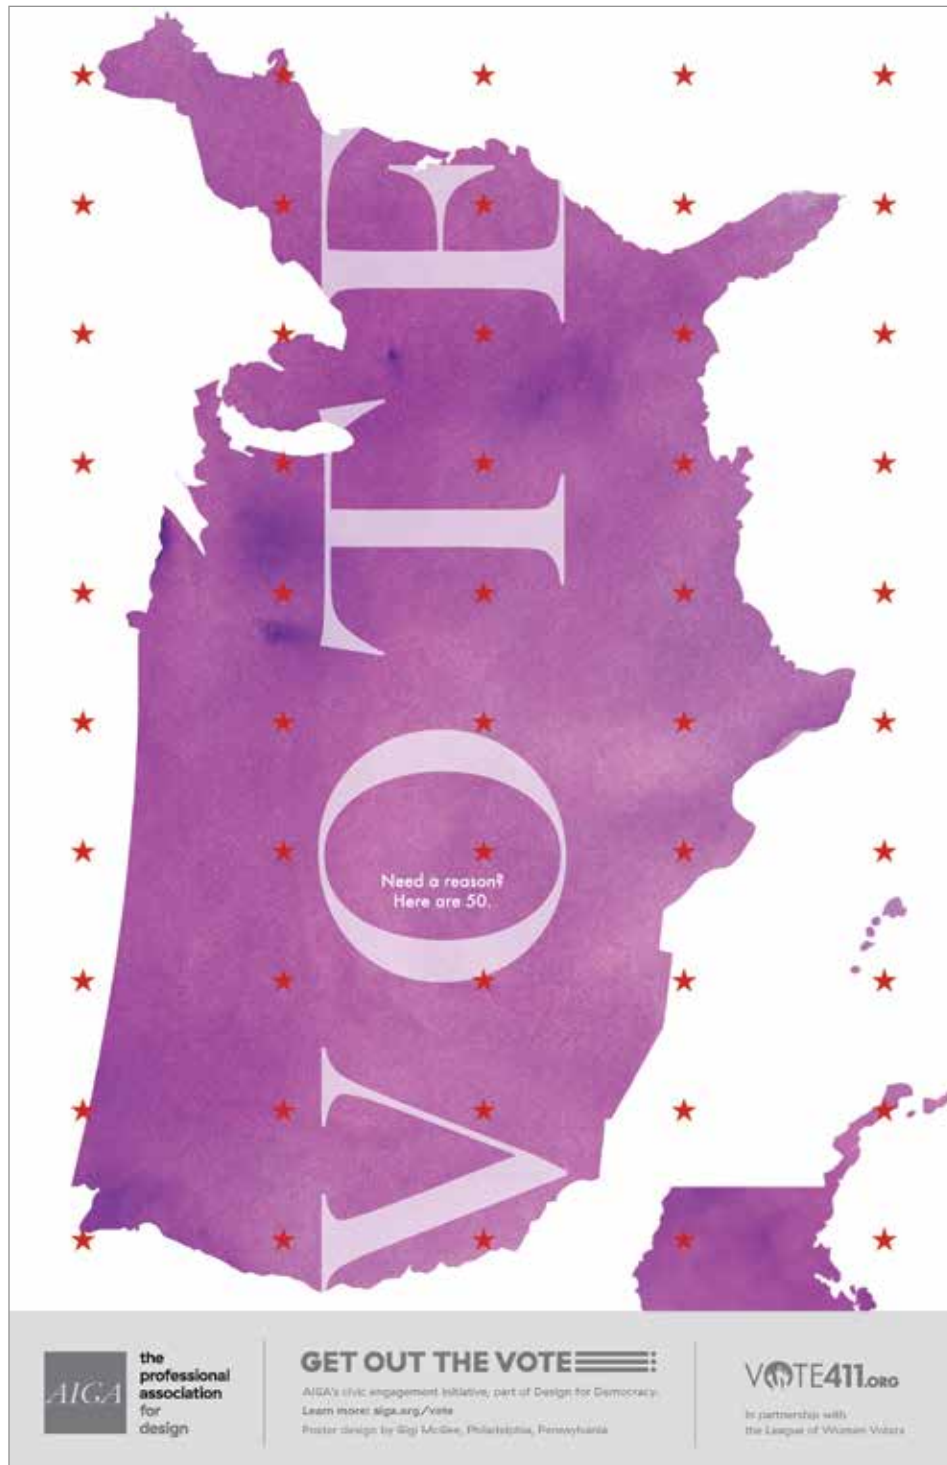 VOTE
Need a reason?
Here are 50.
AIGA
the
professional
association
for
design
GET OUT THE VOTE
AIGA's civic engagement initiative, part of Design for Democracy.
Learn more: aiga.org/vote
Poster design by Gigi McGee, Philadelphia, Pennsylvania
VOTE411.ORG
In partnership with
the League of Women Voters